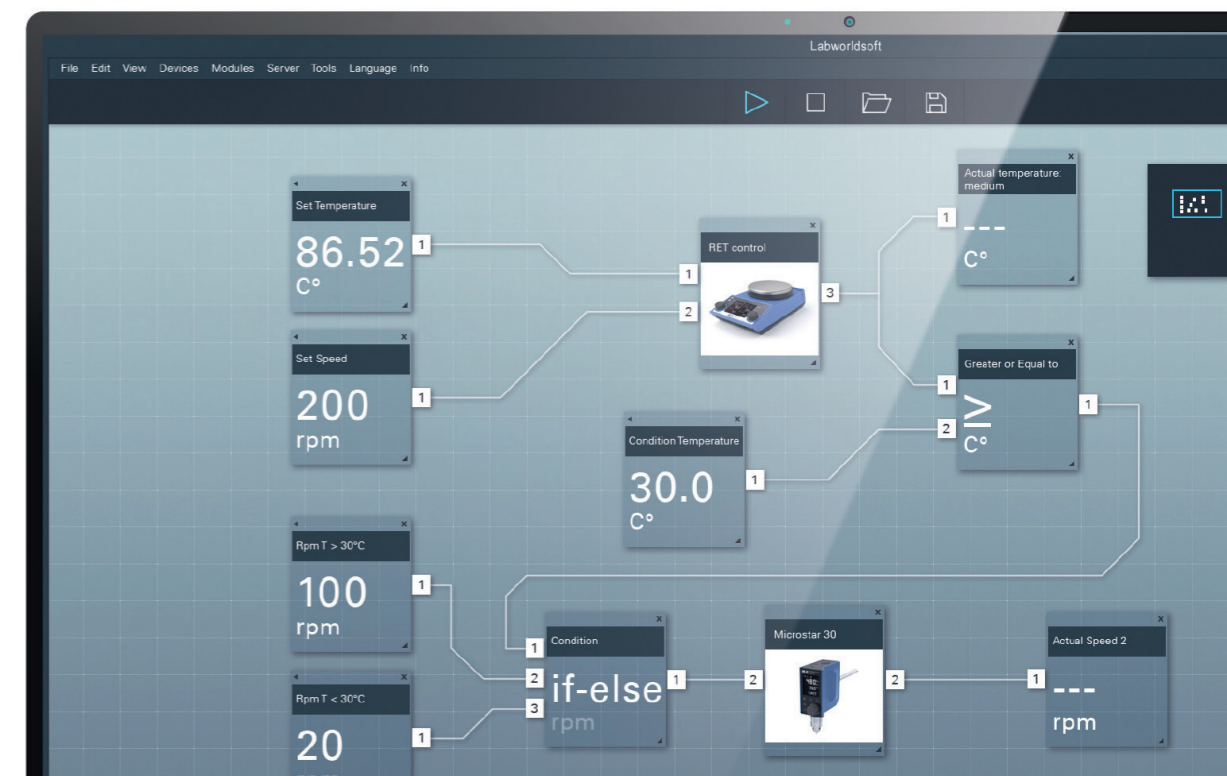 Labworldsoft
File Edit View Devices Modules Server Tools Language Info
Set Temperature
86.52
C°
1
Set Speed
200
rpm
1
RET control
1
2
3
Actual temperature:
medium
1
---
C°
Greater or Equal to
1
2
≥
C°
1
Condition Temperature
30.0
C°
1
Rpm T > 30°C
100
rpm
1
Rpm T < 30°C
20
1
Condition
1
2
3
if-else
rpm
1
Microstar 30
2
2
Actual Speed 2
1
---
rpm